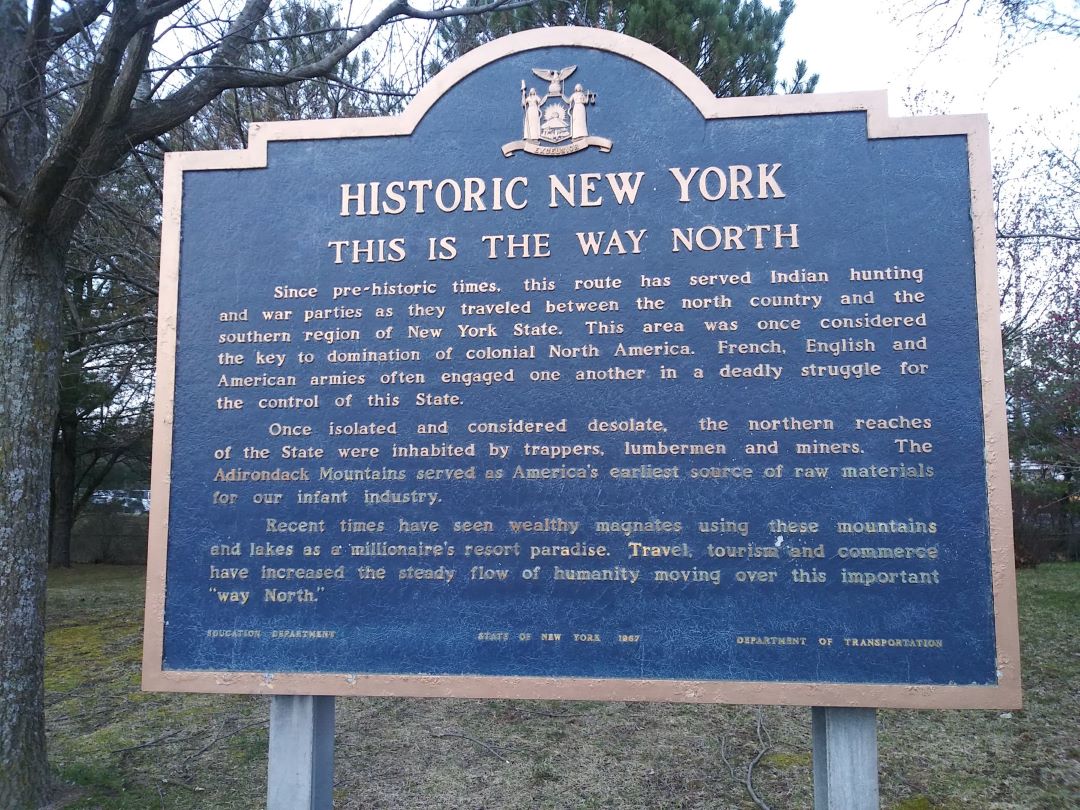 EXCELSIOR
HISTORIC NEW YORK
THIS IS THE WAY NORTH
Since pre-historic times, this route has served Indian hunting
and war parties as they traveled between the north country and the
southern region of New York State. This area was once considered
the key to domination of colonial North America. French, English and
American armies often engaged one another in a deadly struggle for
the control of this State.
Once isolated and considered desolate, the northern reaches
of the State were inhabited by trappers, lumbermen and miners. The
Adirondack Mountains served as America's earliest source of raw materials
for our infant industry.
Recent times have seen wealthy magnates using these mountains
and lakes as a millionaire's resort paradise. Travel, tourism and commerce
have increased the steady flow of humanity moving over this important
"way North."
EDUCATION DEPARTMENT STATE OF NEW YORK 1967 DEPARTMENT OF TRANSPORTATION